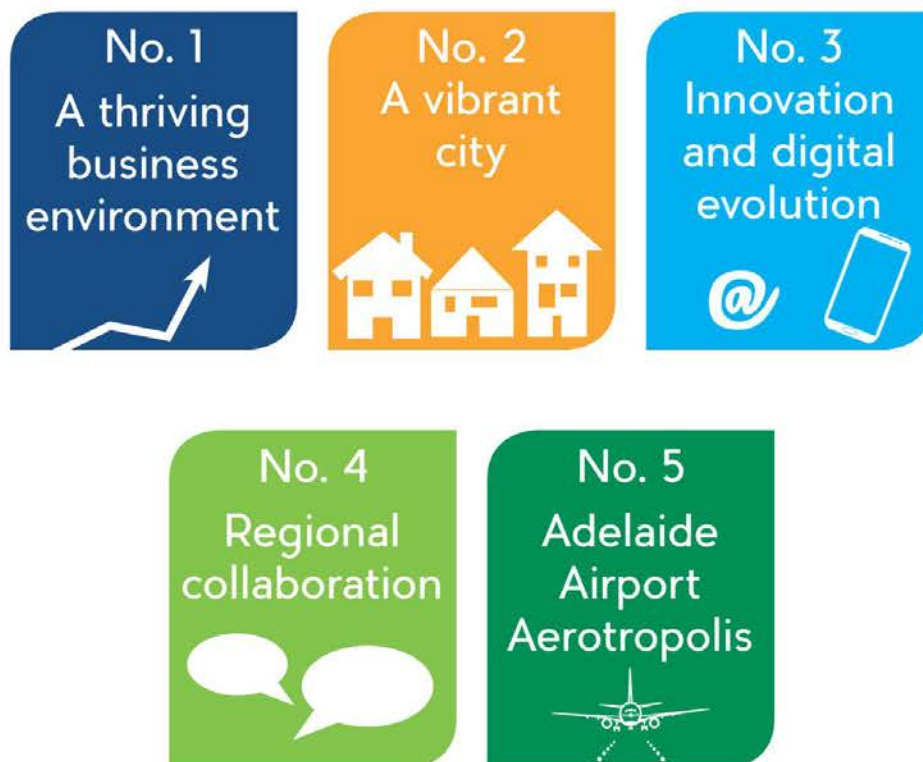 No. 1
A thriving
business
environment
No. 2
A vibrant
city
No. 3
Innovation
and digital
evolution
@
No. 4
Regional
collaboration
No. 5
Adelaide
Airport
Aerotropolis